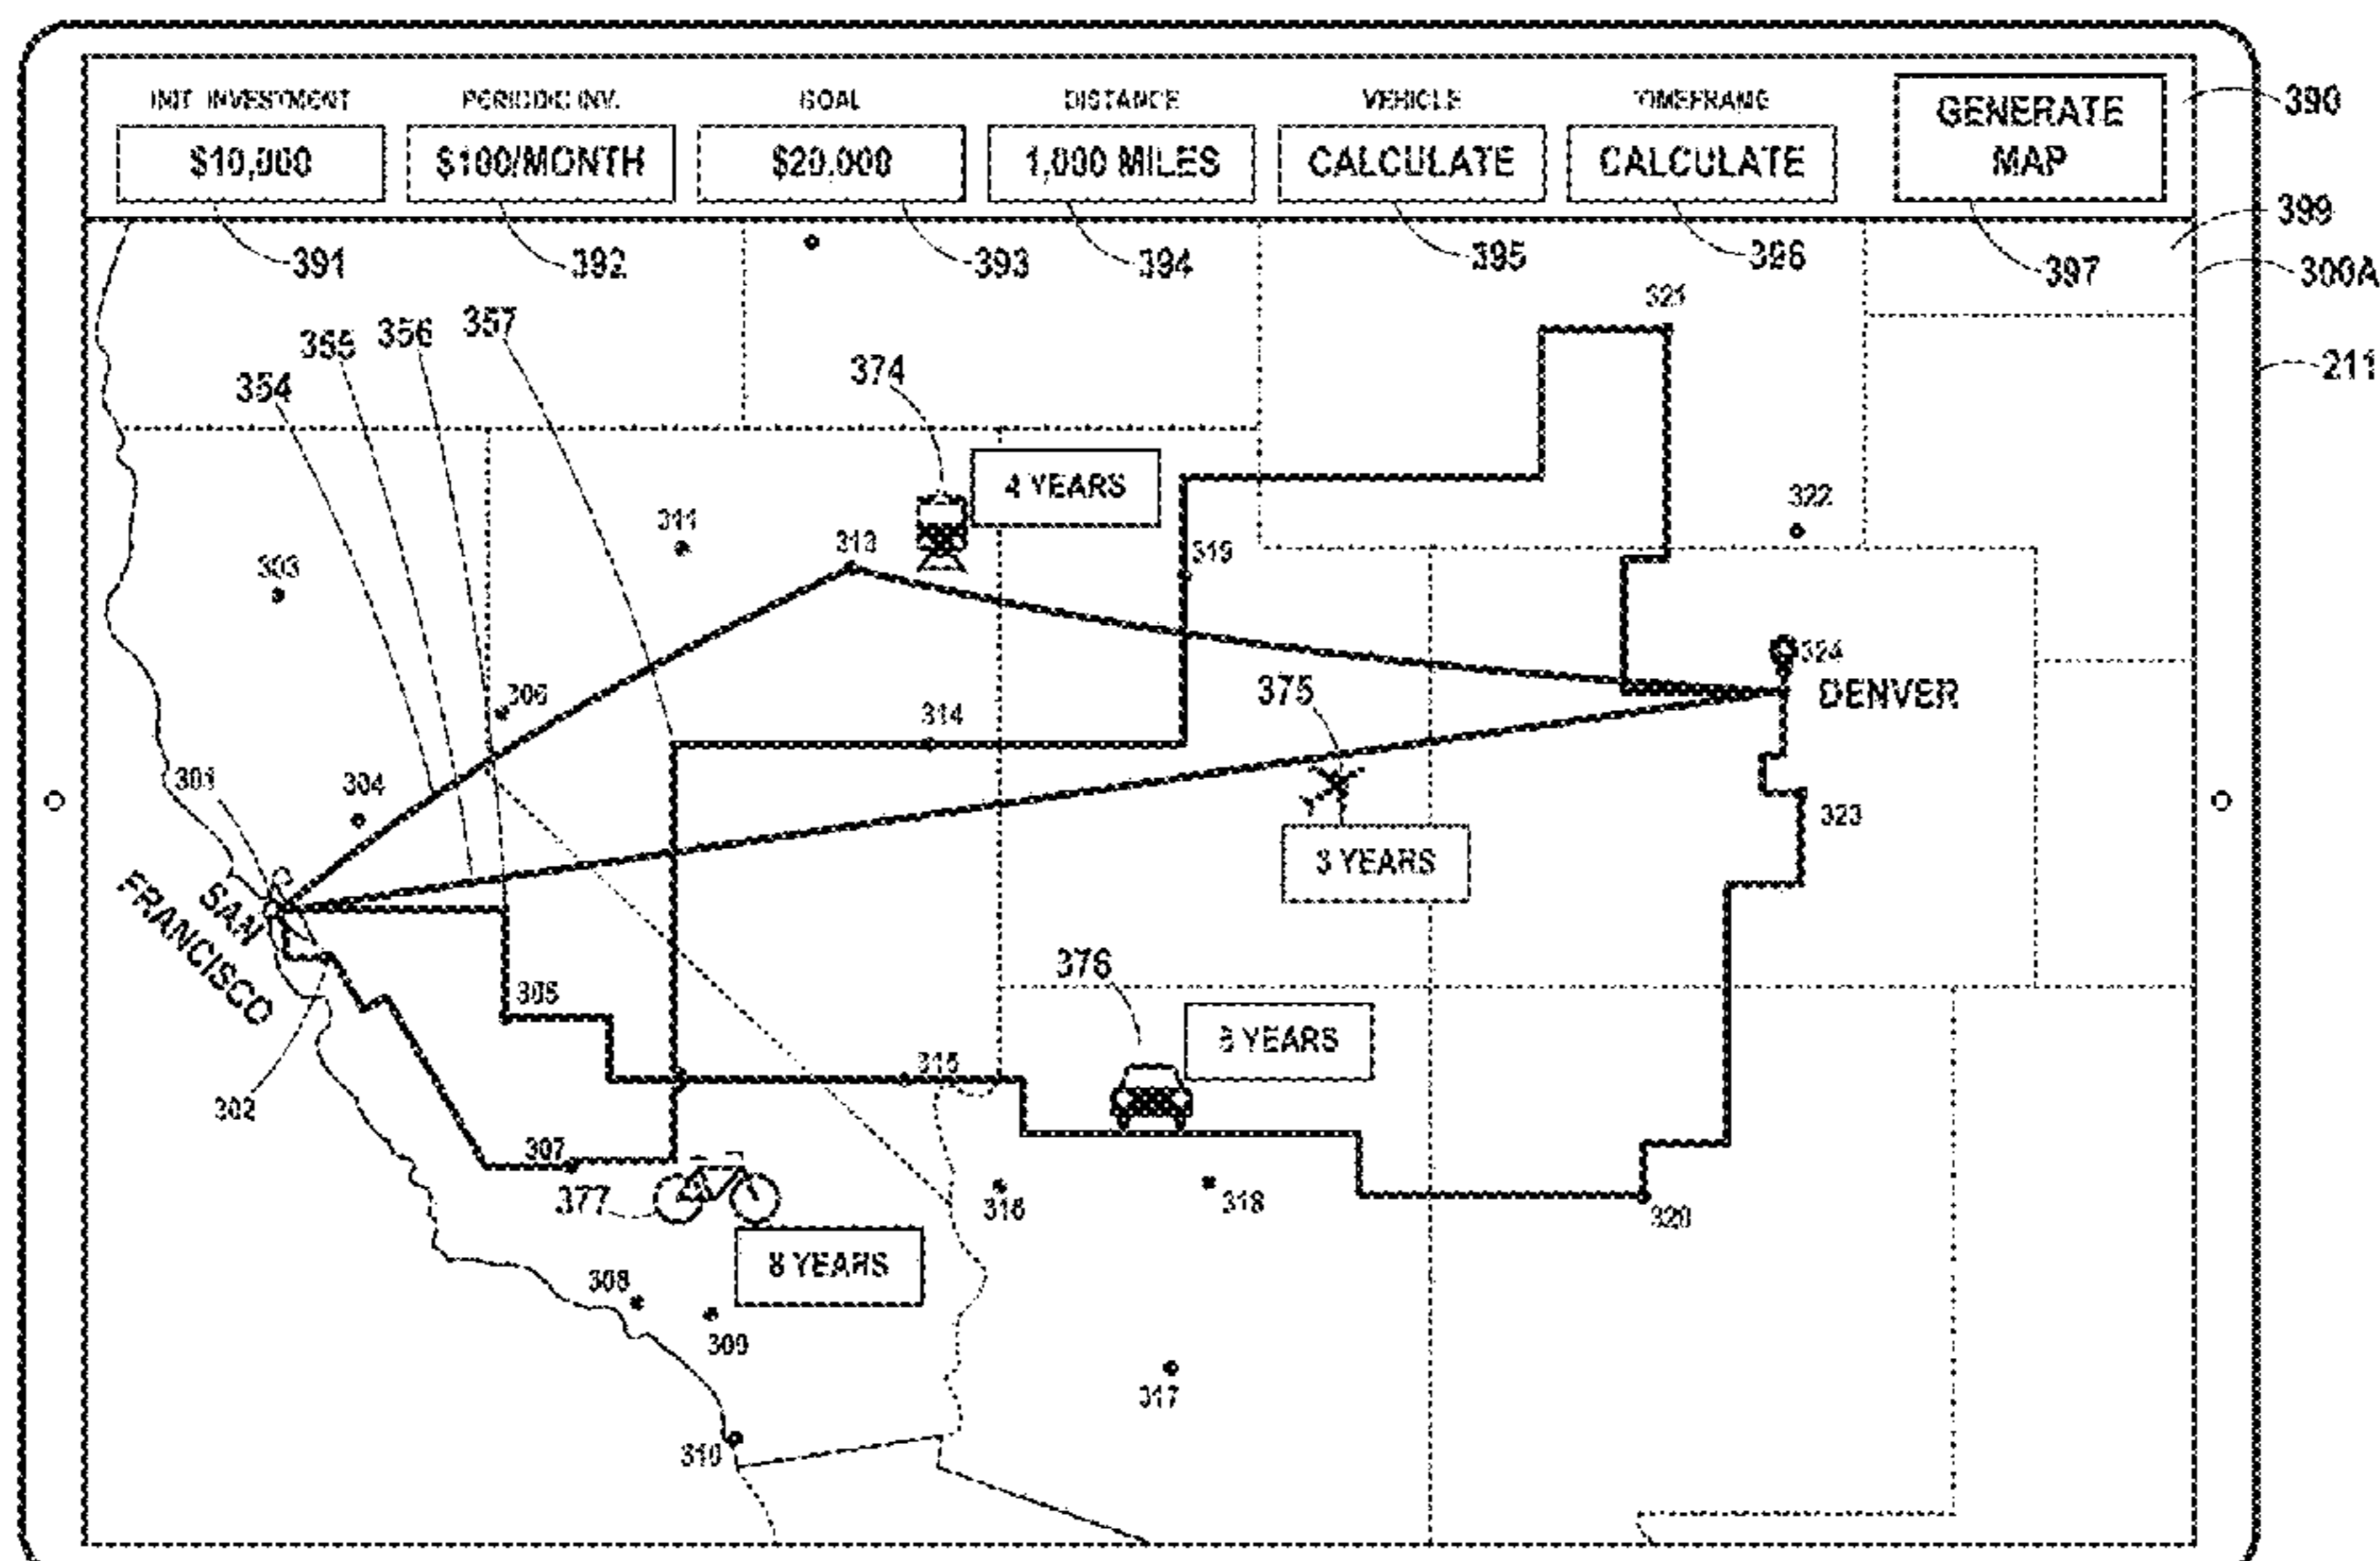 INIT. INVESTMENT PERIODIC INV. GOAL DISTANCE VEHICLE TIMEFRAME
$10,000 $100/MONTH $20,000 1,000 MILES CALCULATE CALCULATE
GENERATE
MAP
390
399
391 392 393 394 395 396 397 300A
211
321
354 355 356 357
374
4 YEARS
322
303
311
313
319
306
314
375
324
DENVER
301
304
323
3 YEARS
SAN
FRANCISCO
305
376
302
315
307
377
316
318
320
8 YEARS
308
309
317
310